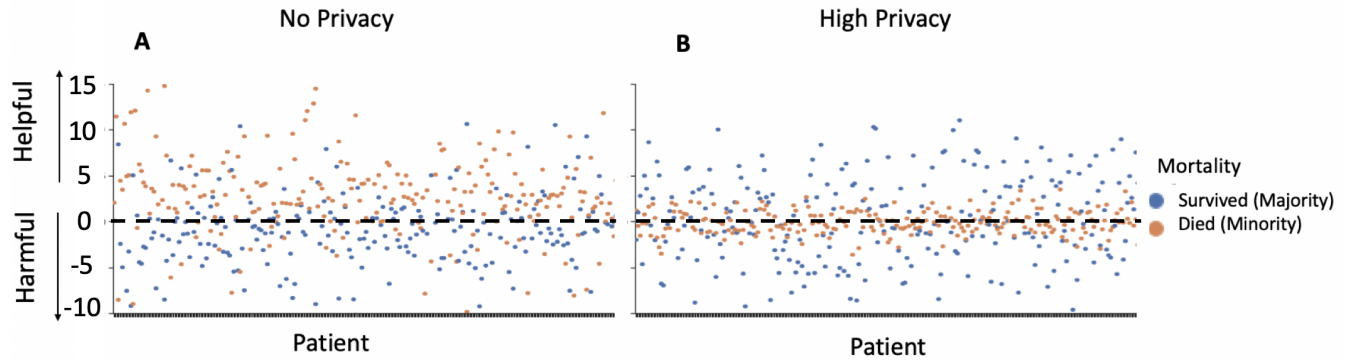 No Privacy
High Privacy
A
B
Helpful
Harmful
15
10
5
0
-5
-10
Patient
Patient
Mortality
Survived (Majority)
Died (Minority)